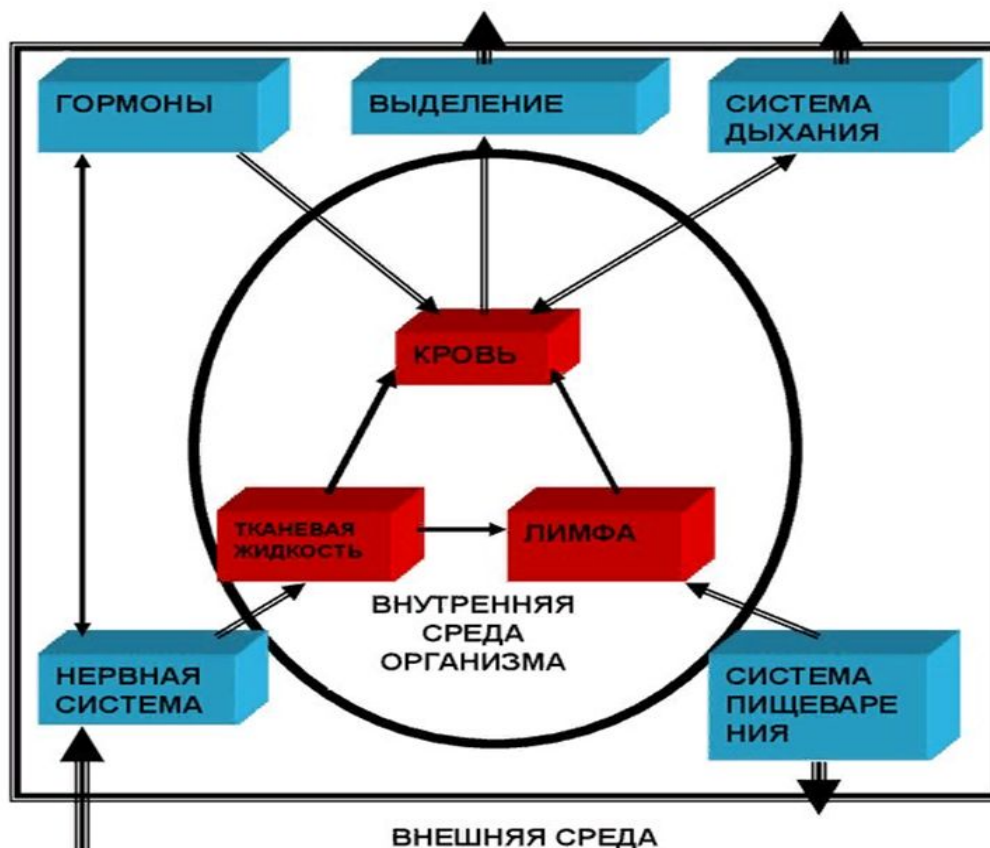 ГОРМОНЫ
ВЫДЕЛЕНИЕ
СИСТЕМА
ДЫХАНИЯ
КРОВЬ
ТКАНЕВАЯ
ЖИДКОСТЬ
ЛИМФА
ВНУТРЕННЯЯ
СРЕДА
ОРГАНИЗМА
НЕРВНАЯ
СИСТЕМА
СИСТЕМА
ПИЩЕВАРЕ
НИЯ
ВНЕШНЯЯ СРЕДА